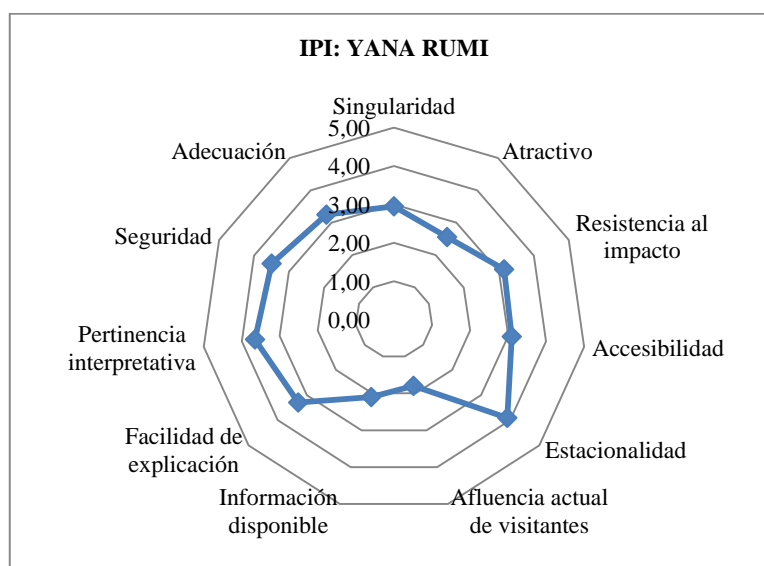 IPI: YANA RUMI
Singularidad
Atractivo
Resistencia al
impacto
Accesibilidad
Estacionalidad
Afluencia actual
de visitantes
Información
disponible
Facilidad de
explicación
Pertinencia
interpretativa
Seguridad
Adecuación
5,00
4,00
3,00
2,00
1,00
0,00